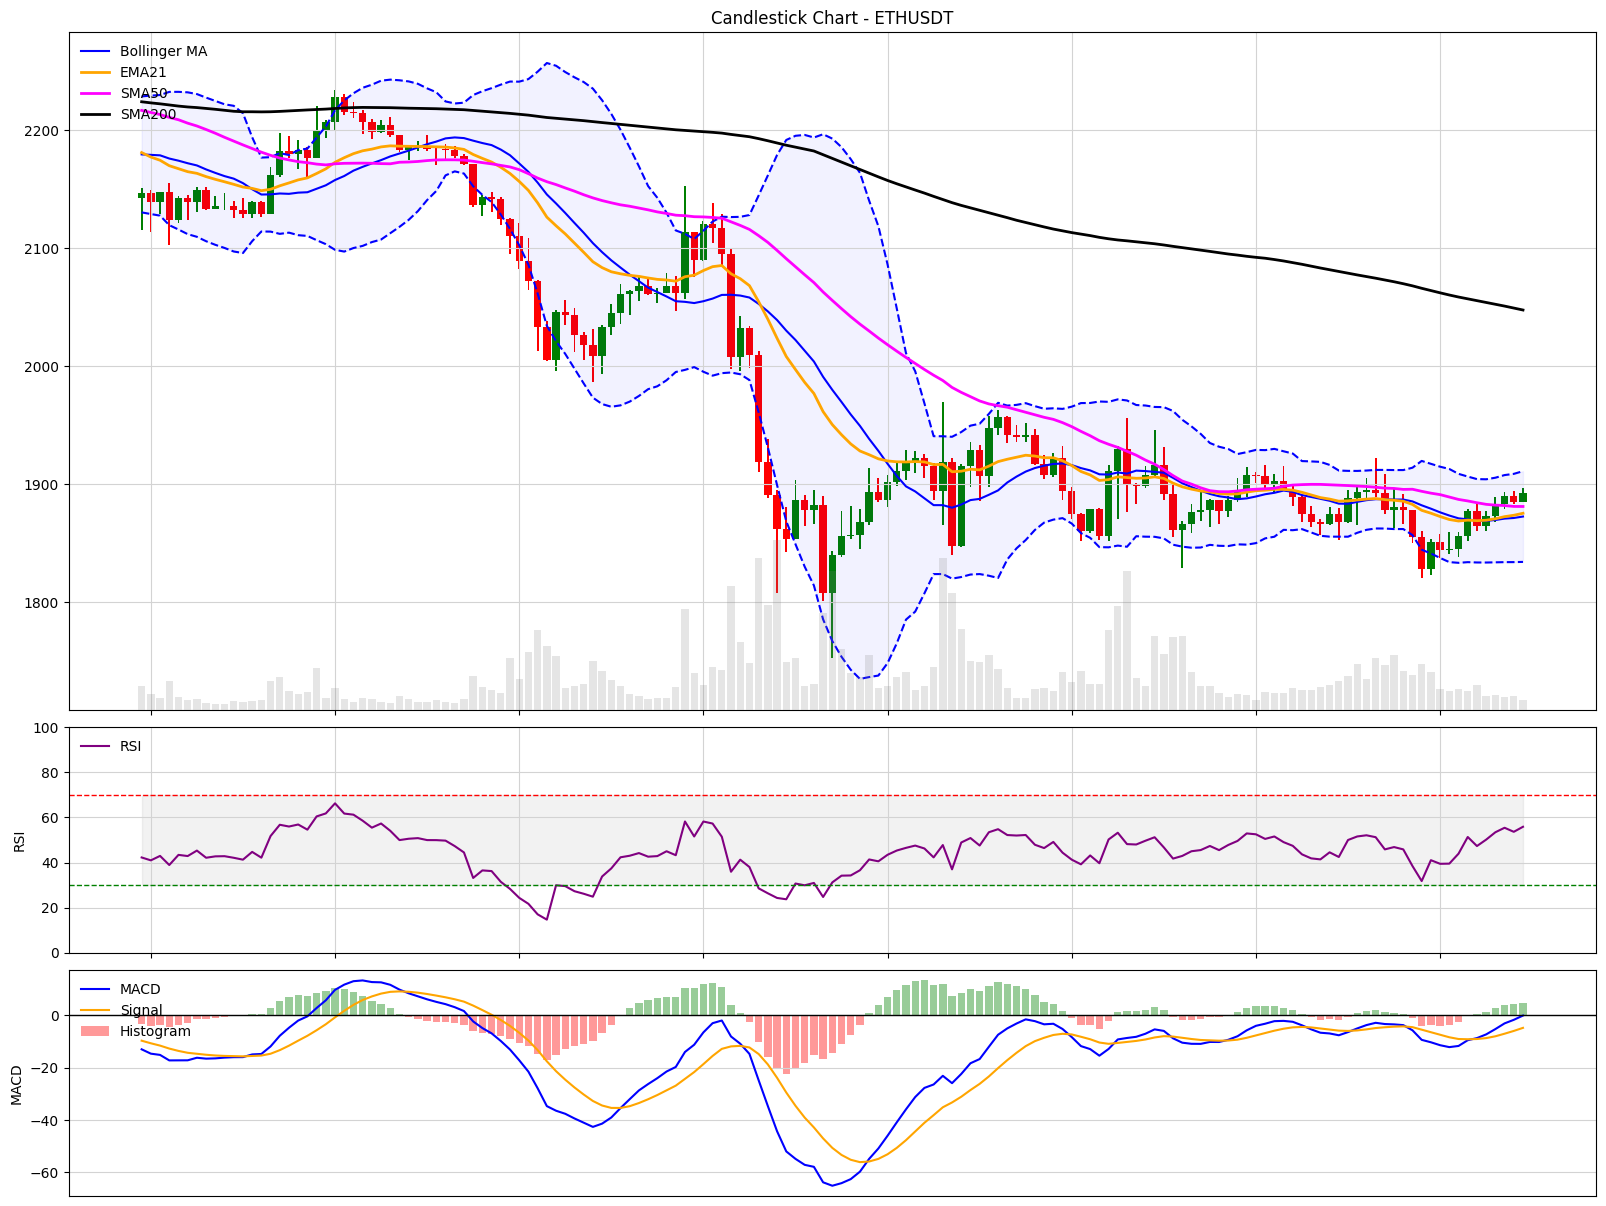 Candlestick Chart - ETHUSDT
Bollinger MA
EMA21
SMA50
SMA200
2200
2100
2000
1900
1800
RSI
100
80
60
40
20
0
RSI
MACD
Signal
Histogram
0
−20
−40
−60
MACD